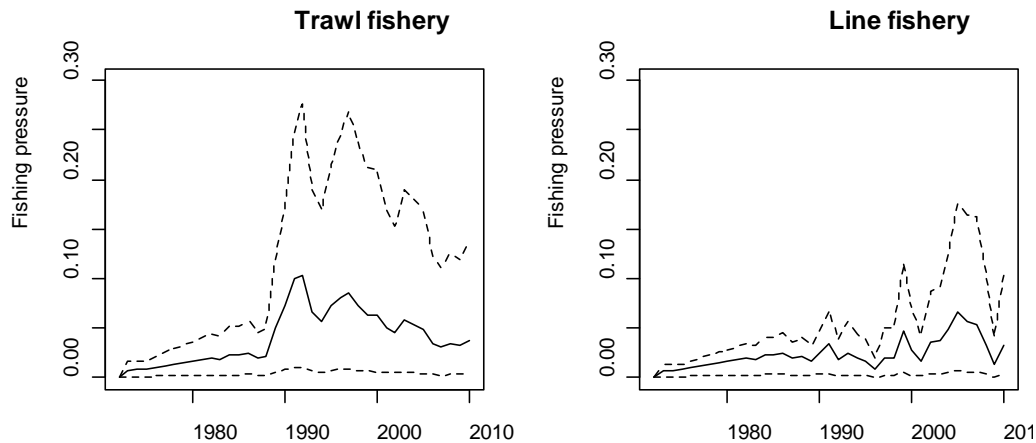 Trawl fishery
Fishing pressure
0.00 0.10 0.20 0.30
1980 1990 2000 2010
Line fishery
Fishing pressure
0.00 0.10 0.20 0.30
1980 1990 2000 201